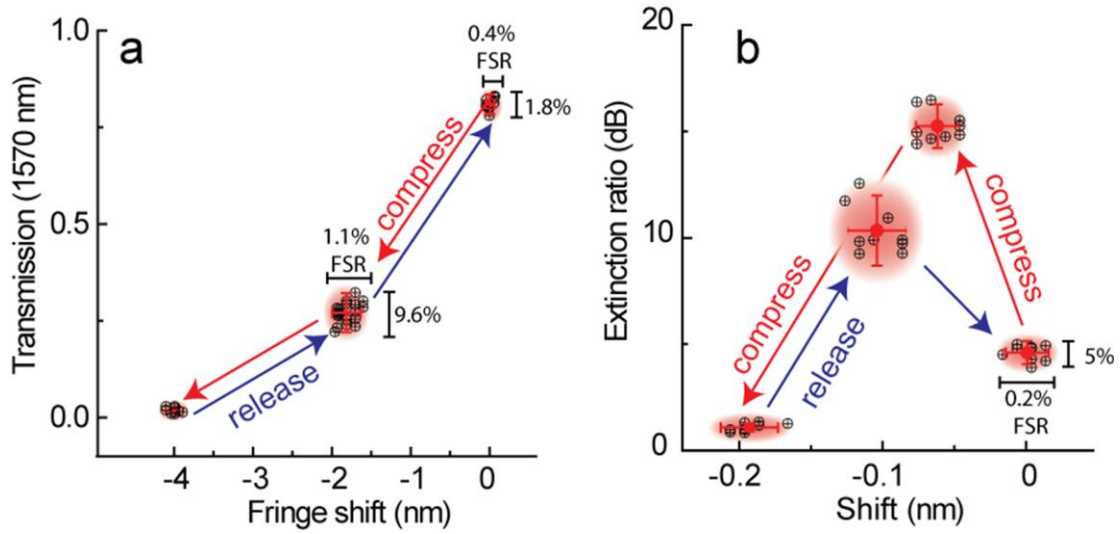 a
Transmission (1570 nm)
1.0
0.5
0.0
0.4%
FSR
1.8%
compress
1.1%
FSR
9.6%
release
-4
-3
-2
-1
0
Fringe shift (nm)
b
Extinction ratio (dB)
20
10
0
compress
compress
release
5%
0.2%
FSR
-0.2
-0.1
0
Shift (nm)